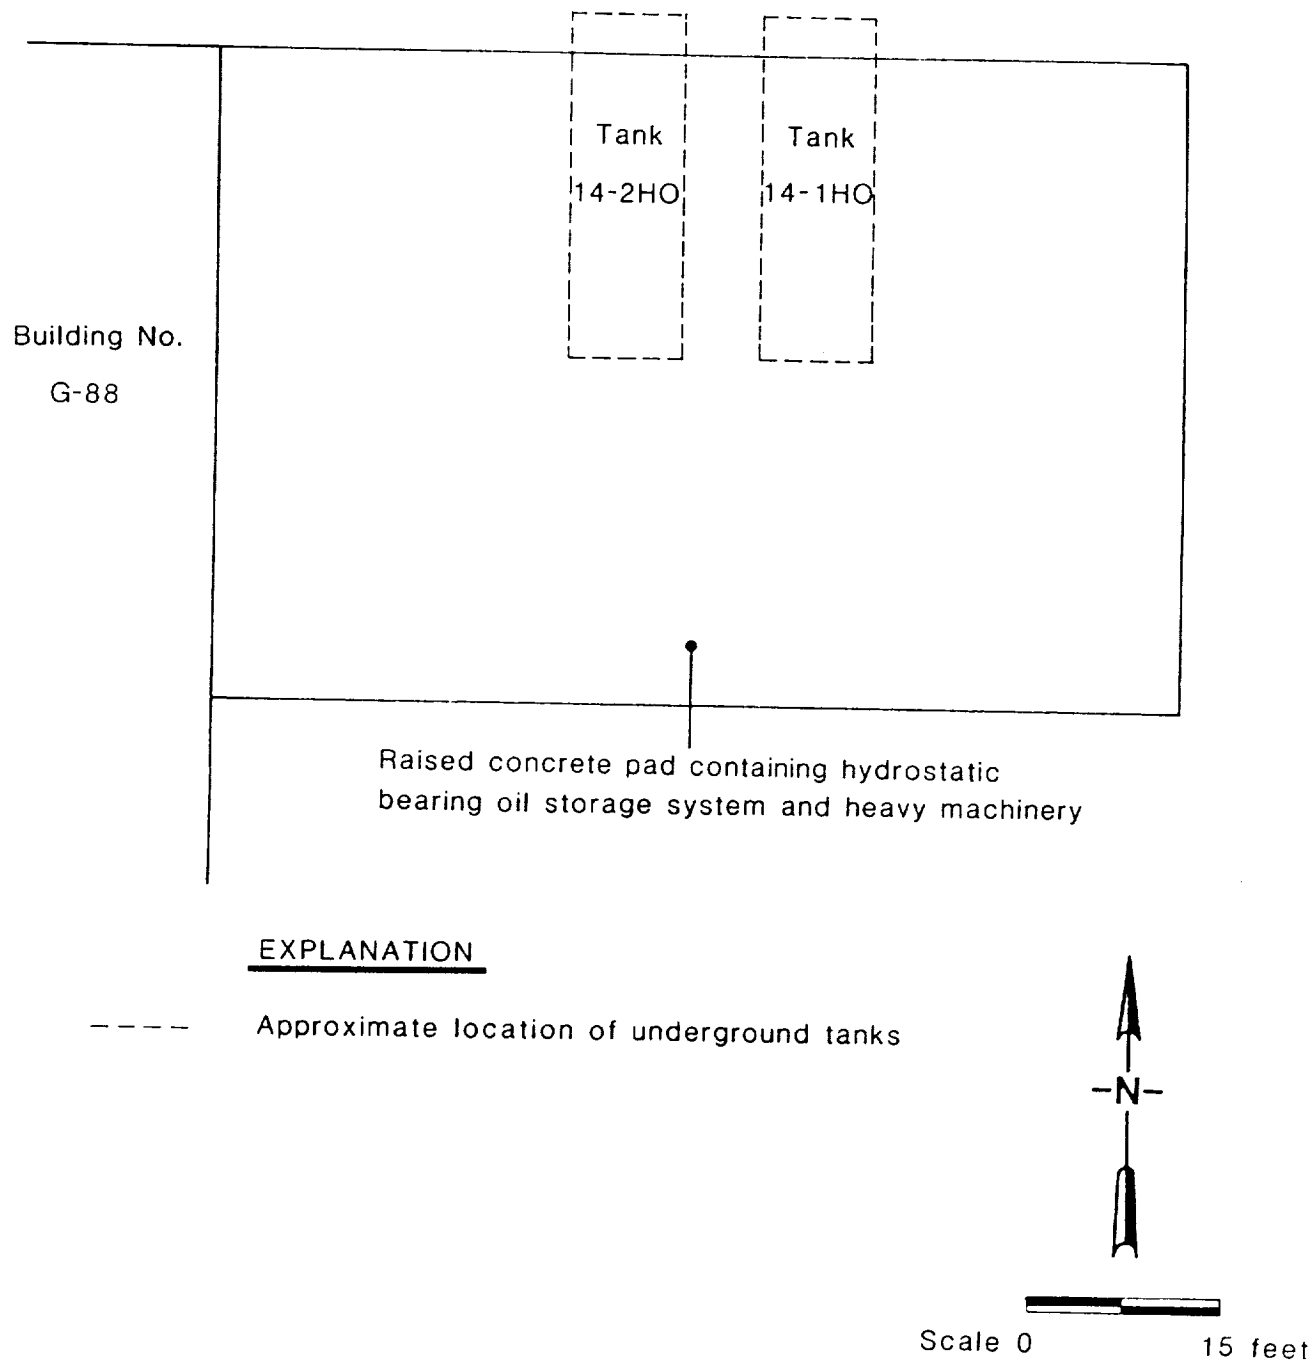 Tank
14-2HO
Tank
14-1HO
Building No.
G-88
Raised concrete pad containing hydrostatic
bearing oil storage system and heavy machinery
EXPLANATION
Approximate location of underground tanks
-N-
Scale 0 15 feet